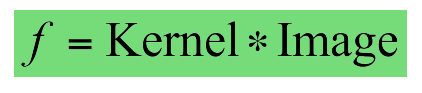 f = Kernel * Image